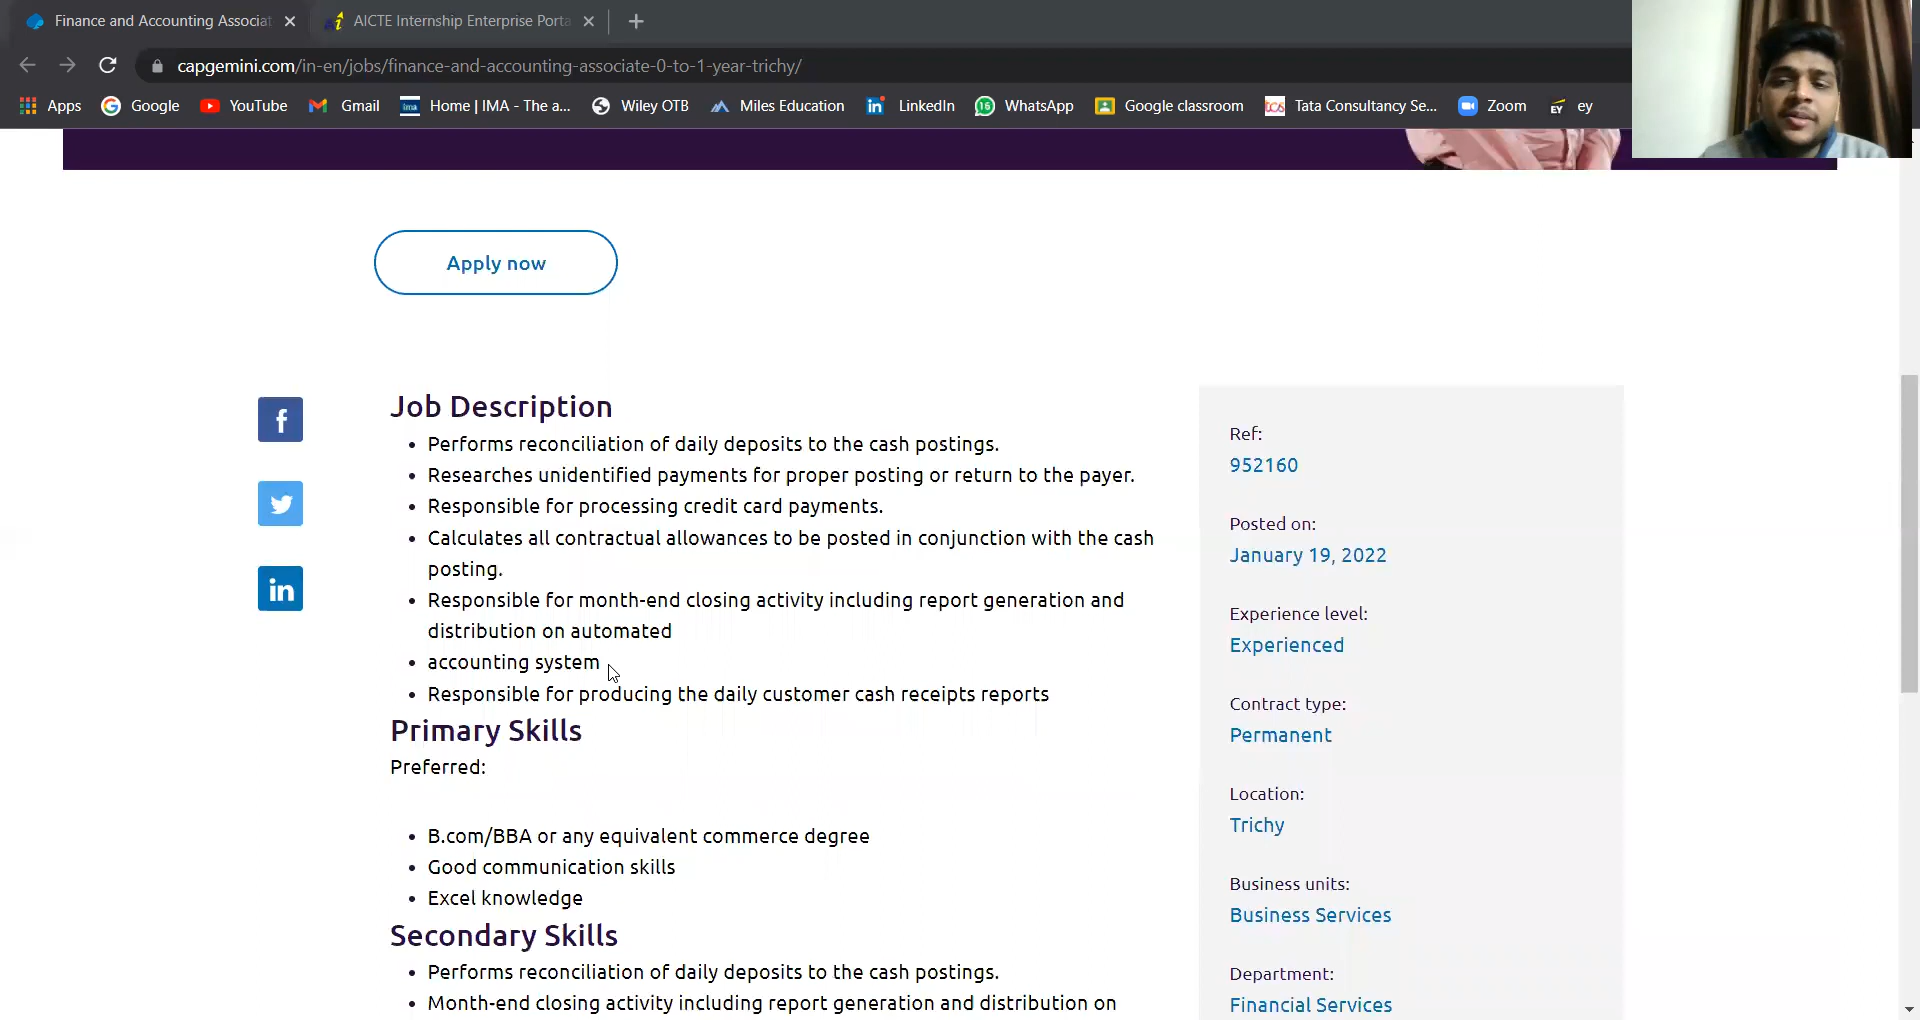 Finance and Accounting Associat
AICTE Internship Enterprise Porta
capgemini.com/in-en/jobs/finance-and-accounting-associate-0-to-1-year-trichy/
Apps
Google
YouTube
Gmail
ima
Home | IMA - The a...
Wiley OTB
Miles Education
in
LinkedIn
16
WhatsApp
Google classroom
tcs
Tata Consultancy Se...
Zoom
EY
ey
Apply now
f
in
Job Description
• Performs reconciliation of daily deposits to the cash postings.
• Researches unidentified payments for proper posting or return to the payer.
• Responsible for processing credit card payments.
• Calculates all contractual allowances to be posted in conjunction with the cash
posting.
• Responsible for month-end closing activity including report generation and
distribution on automated
• accounting system
• Responsible for producing the daily customer cash receipts reports
Primary Skills
Preferred:
• B.com/BBA or any equivalent commerce degree
• Good communication skills
• Excel knowledge
Secondary Skills
• Performs reconciliation of daily deposits to the cash postings.
• Month-end closing activity including report generation and distribution on
Ref:
952160
Posted on:
January 19, 2022
Experience level:
Experienced
Contract type:
Permanent
Location:
Trichy
Business units:
Business Services
Department:
Financial Services